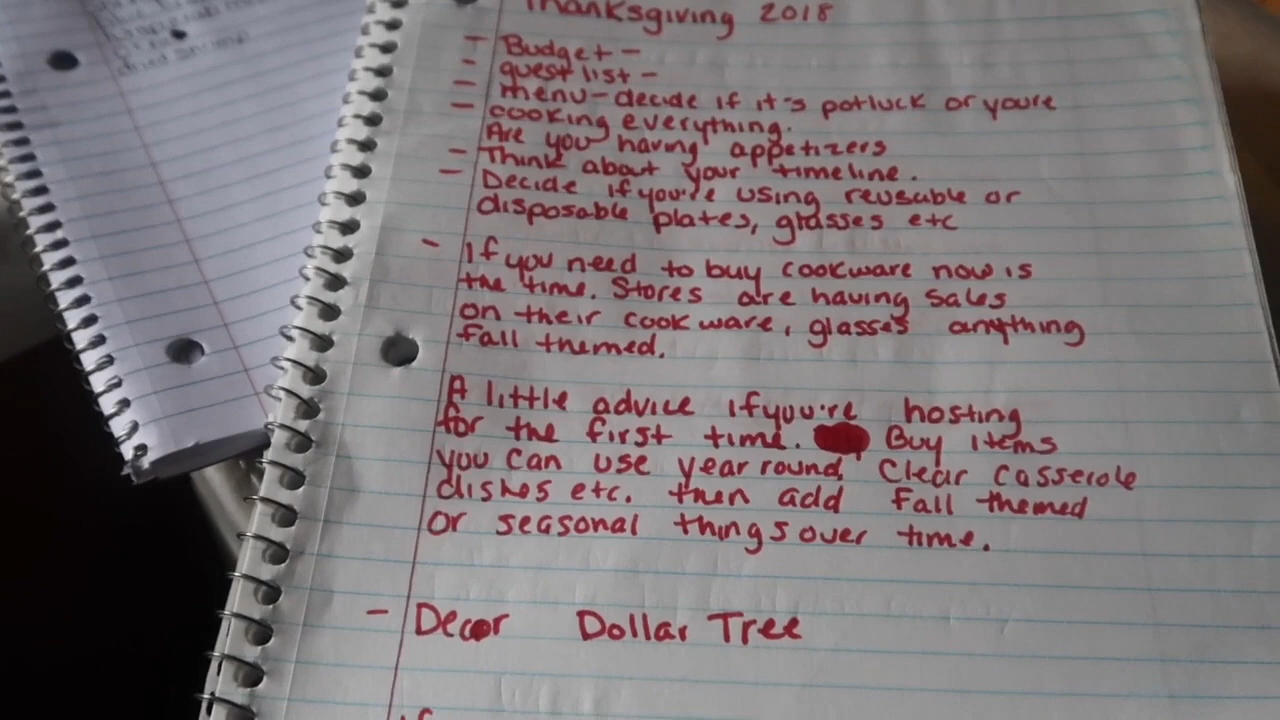 Thanksgiving 2018
- Budget -
- guest list -
- menu - decide if it's potluck or youre
- cooking everything.
Are you having appetizers
- Think about your timeline.
- Decide if you're using reusable or
disposable plates, glasses etc
- If you need to buy cookware now is
the time. Stores are having sales
on their cookware, glasses anything
fall themed.
A little advice if you're hosting
for the first time. Buy items
you can use year round, Clear casserole
dishes etc. then add fall themed
or seasonal things over time.
- Decor Dollar Tree